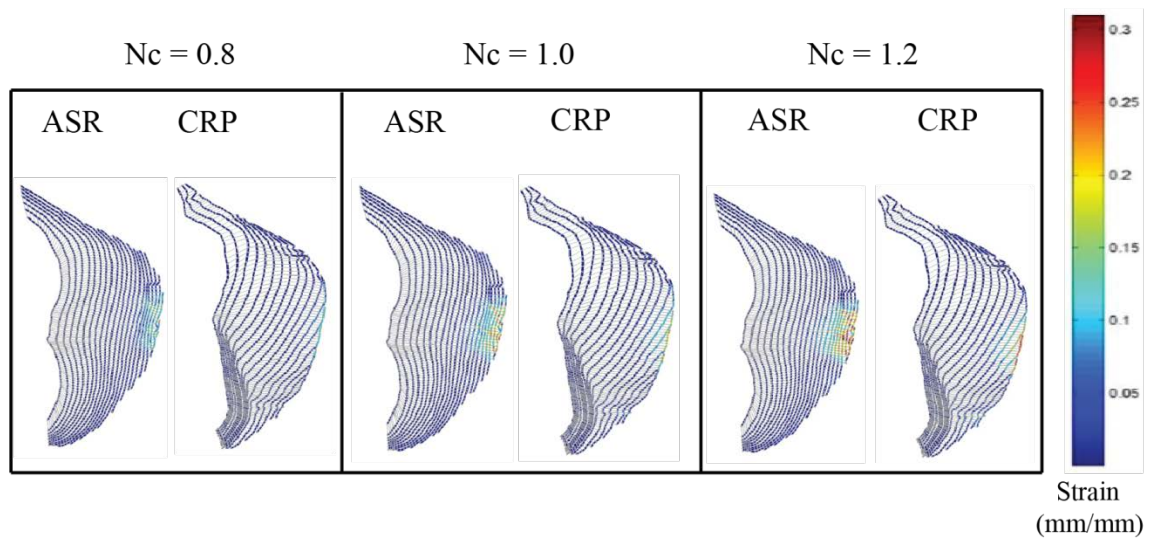 Nc = 0.8
Nc = 1.0
Nc = 1.2
ASR
CRP
ASR
CRP
ASR
CRP
0.3
0.25
0.2
0.15
0.1
0.05
Strain
(mm/mm)